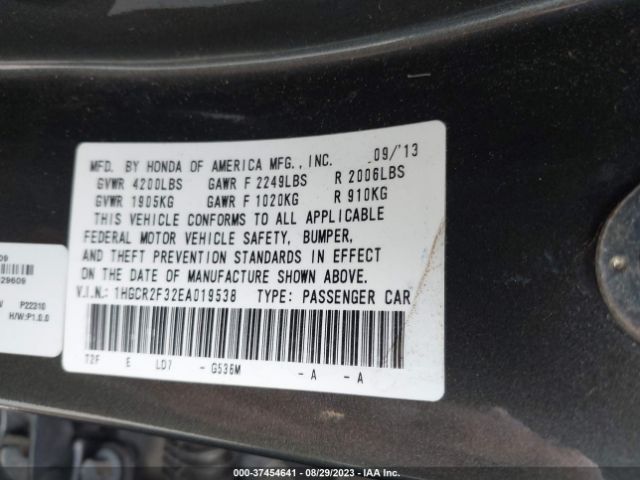 MFD. BY HONDA OF AMERICA MFG., INC. 09/'13
GVWR 4200LBS GAWR F 2249LBS R 2006LBS
GVWR 1905KG GAWR F 1020KG R 910KG
THIS VEHICLE CONFORMS TO ALL APPLICABLE
FEDERAL MOTOR VEHICLE SAFETY, BUMPER,
AND THEFT PREVENTION STANDARDS IN EFFECT
ON THE DATE OF MANUFACTURE SHOWN ABOVE.
V.I.N.: 1HGCR2F32EA019538 TYPE: PASSENGER CAR
T2F E LD7 - G536M - A - A
09
29609
P22310
H/W:P1.0.0
000-37454641 | 08/29/2023 | IAA Inc.